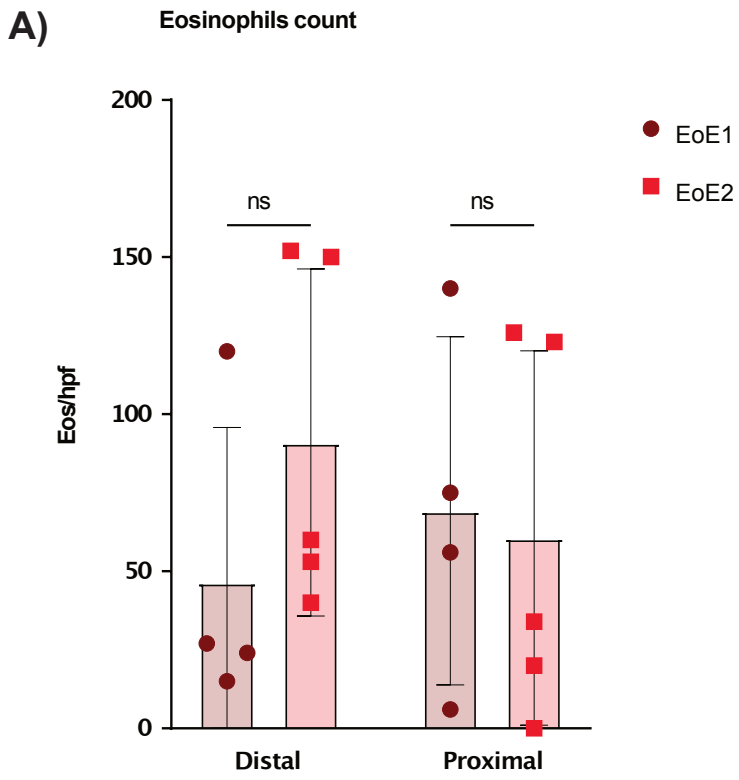 A)
Eosinophils count
200
150
100
50
0
Eos/hpf
ns
ns
EoE1
EoE2
Distal
Proximal